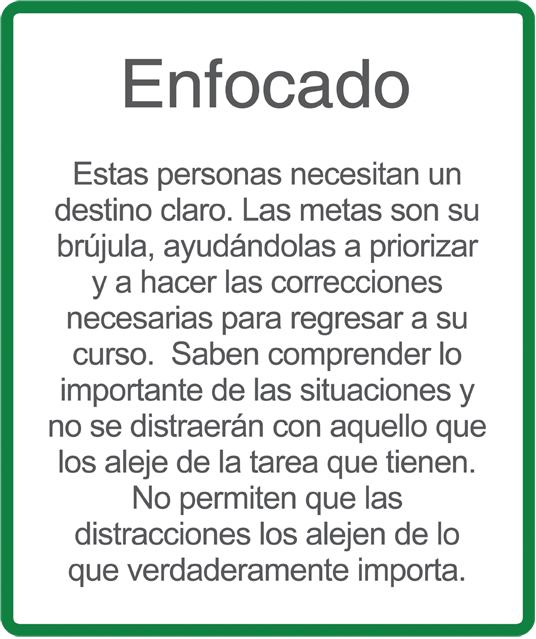 Enfocado
Estas personas necesitan un
destino claro. Las metas son su
brújula, ayudándolas a priorizar
y a hacer las correcciones
necesarias para regresar a su
curso.  Saben comprender lo
importante de las situaciones y
no se distraerán con aquello que
los aleje de la tarea que tienen.
No permiten que las
distracciones los alejen de lo
que verdaderamente importa.